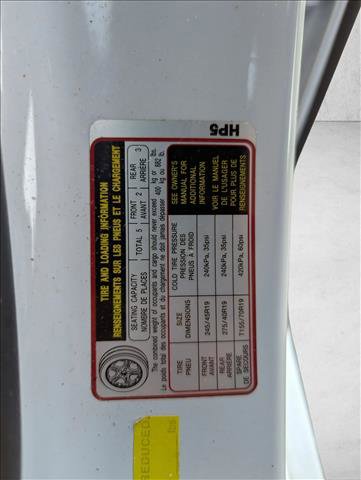 HP5
TIRE AND LOADING INFORMATION
RENSEIGNEMENTS SUR LES PNEUS ET LE CHARGEMENT
SEATING CAPACITY
NOMBRE DE PLACES
TOTAL 5
FRONT
AVANT 2
REAR
ARRIÈRE 3
The combined weight of occupants and cargo should never exceed 400 kg or 882 lbs.
Le poids total des occupants et du chargement ne doit jamais dépasser 400 kg ou lb.
TIRE
PNEU
SIZE
DIMENSIONS
COLD TIRE PRESSURE
PRESSION DES
PNEUS À FROID
FRONT
AVANT
245/45R19
240kPa, 35psi
REAR
ARRIÈRE
275/40R19
240kPa, 35psi
SPARE
DE SECOURS
T155/70R19
420kPa, 60psi
SEE OWNER'S
MANUAL FOR
ADDITIONAL
INFORMATION
VOIR LE MANUEL
DE L'USAGER
POUR PLUS DE
RENSEIGNEMENTS
REDUCED
lbs